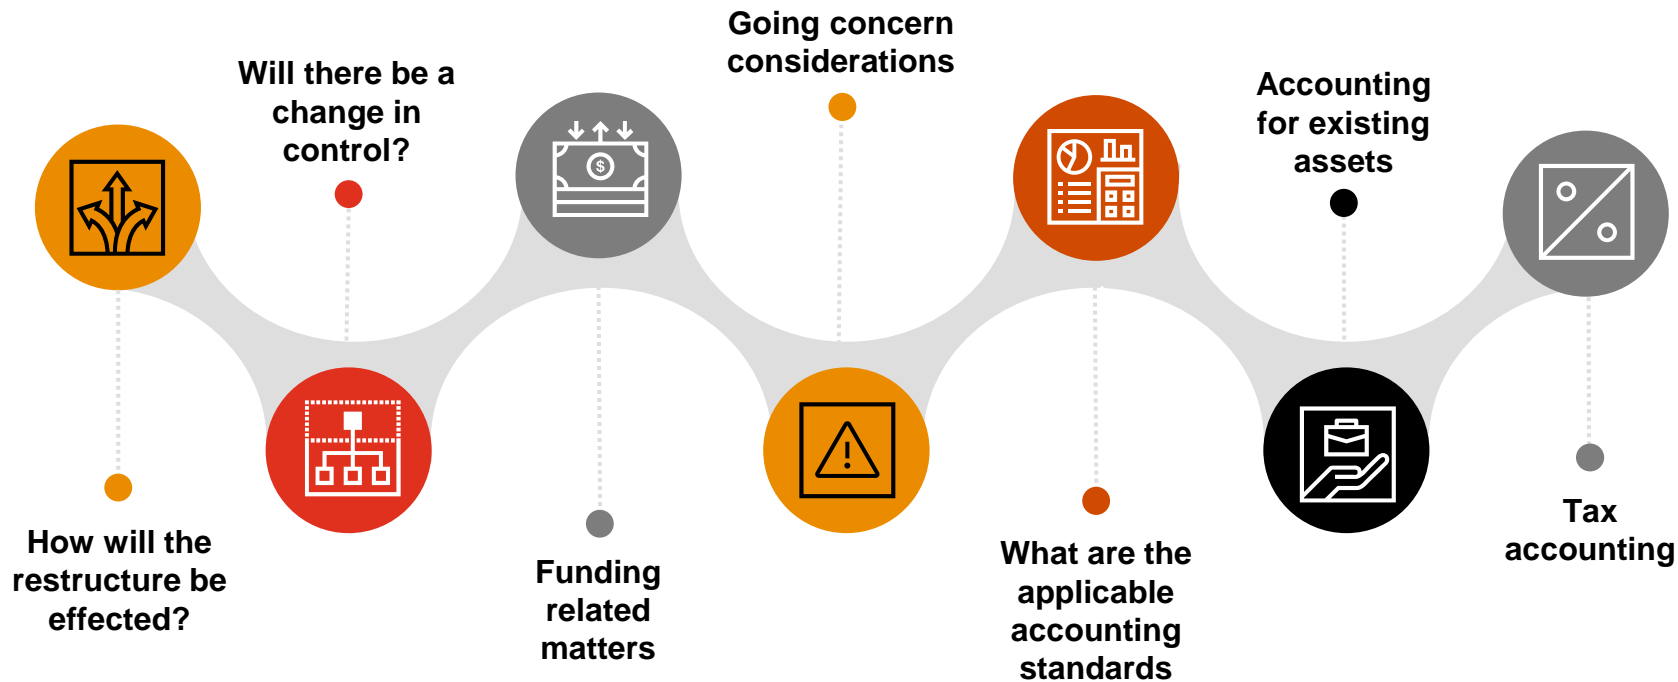 How will the
restructure be
effected?
Will there be a
change in
control?
Funding
related
matters
Going concern
considerations
What are the
applicable
accounting
standards
Accounting
for existing
assets
Tax
accounting
$